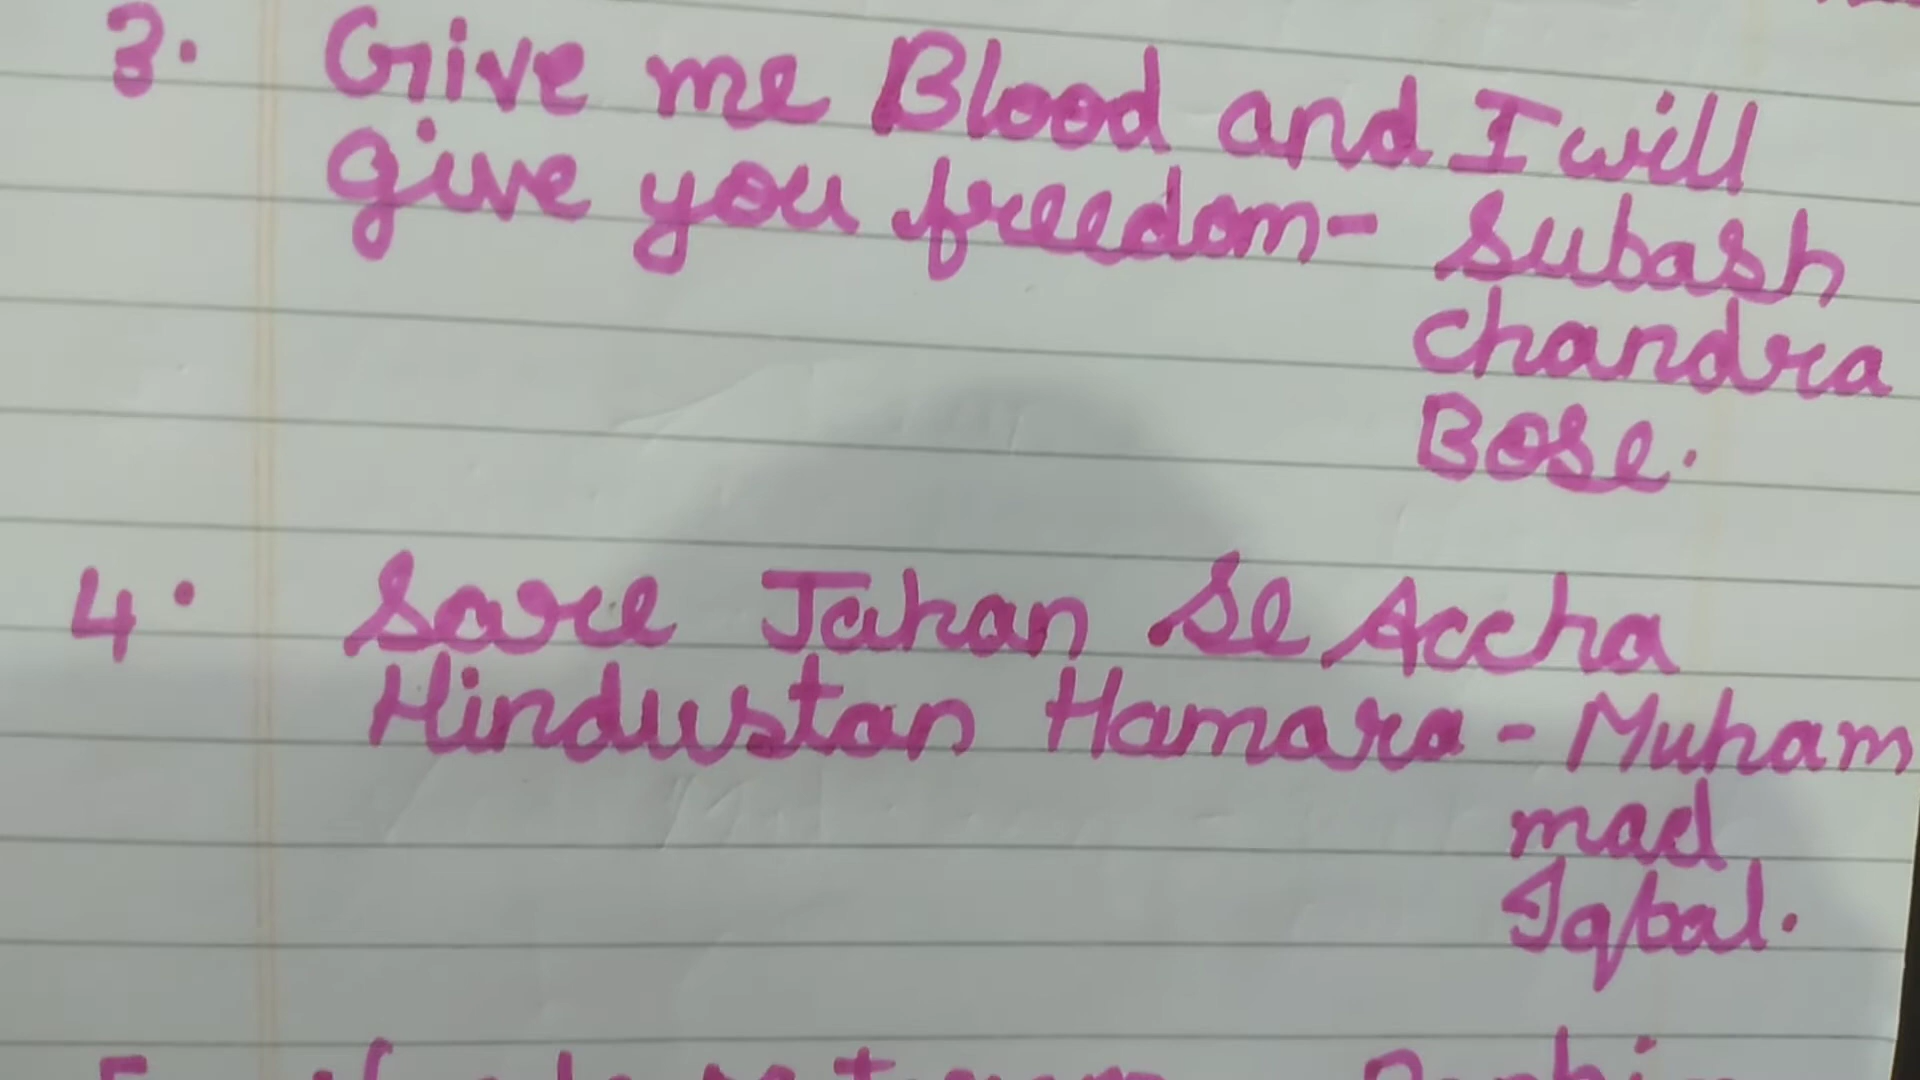 3. Give me Blood and I will
give you freedom- Subash
chandra
Bose.
4. Sare Jahan Se Accha
Hindustan Hamara - Muham
mad
Iqbal.